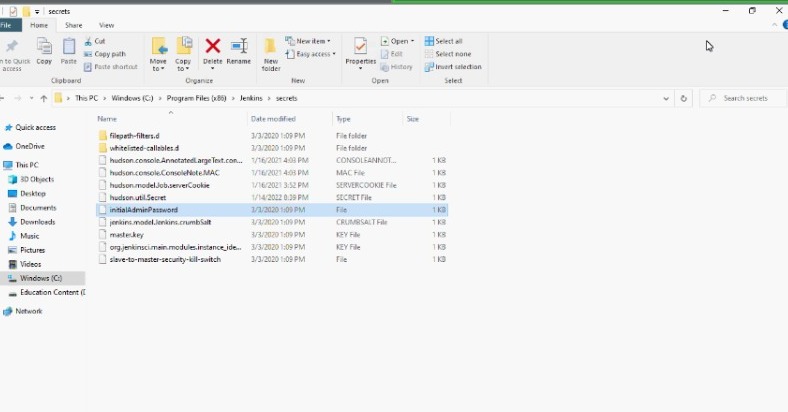 secrets
File Home Share View
n to Quick access
Copy
Paste
Cut
Copy path
Paste shortcut
Clipboard
Move to
Copy to
Delete
Rename
Organize
New folder
New item
Easy access
New
Properties
Open
Edit
History
Open
Select all
Select none
Invert selection
Select
This PC > Windows (C:) > Program Files (x86) > Jenkins > secrets
Search secrets
Quick access
OneDrive
This PC
3D Objects
Desktop
Documents
Downloads
Music
Pictures
Videos
Windows (C:)
Education Content (
Network
Name Date modified Type Size
filepath-filters.d 3/3/2020 1:09 PM File folder
whitelisted-callables.d 3/3/2020 1:09 PM File folder
hudson.console.AnnotatedLargeText.con... 1/16/2021 4:03 PM CONSOLEANNOT... 1 KB
hudson.console.ConsoleNote.MAC 1/16/2021 4:03 PM MAC File 1 KB
hudson.model.Job.serverCookie 1/16/2021 3:52 PM SERVERCOOKIE File 1 KB
hudson.util.Secret 1/14/2022 8:39 PM SECRET File 1 KB
initialAdminPassword 3/3/2020 1:09 PM File 1 KB
jenkins.model.Jenkins.crumbSalt 3/3/2020 1:09 PM CRUMBSALT File 1 KB
master.key 3/3/2020 1:09 PM KEY File 1 KB
org.jenkinsci.main.modules.instance_ide... 3/3/2020 1:09 PM KEY File 1 KB
slave-to-master-security-kill-switch 3/3/2020 1:09 PM File 1 KB